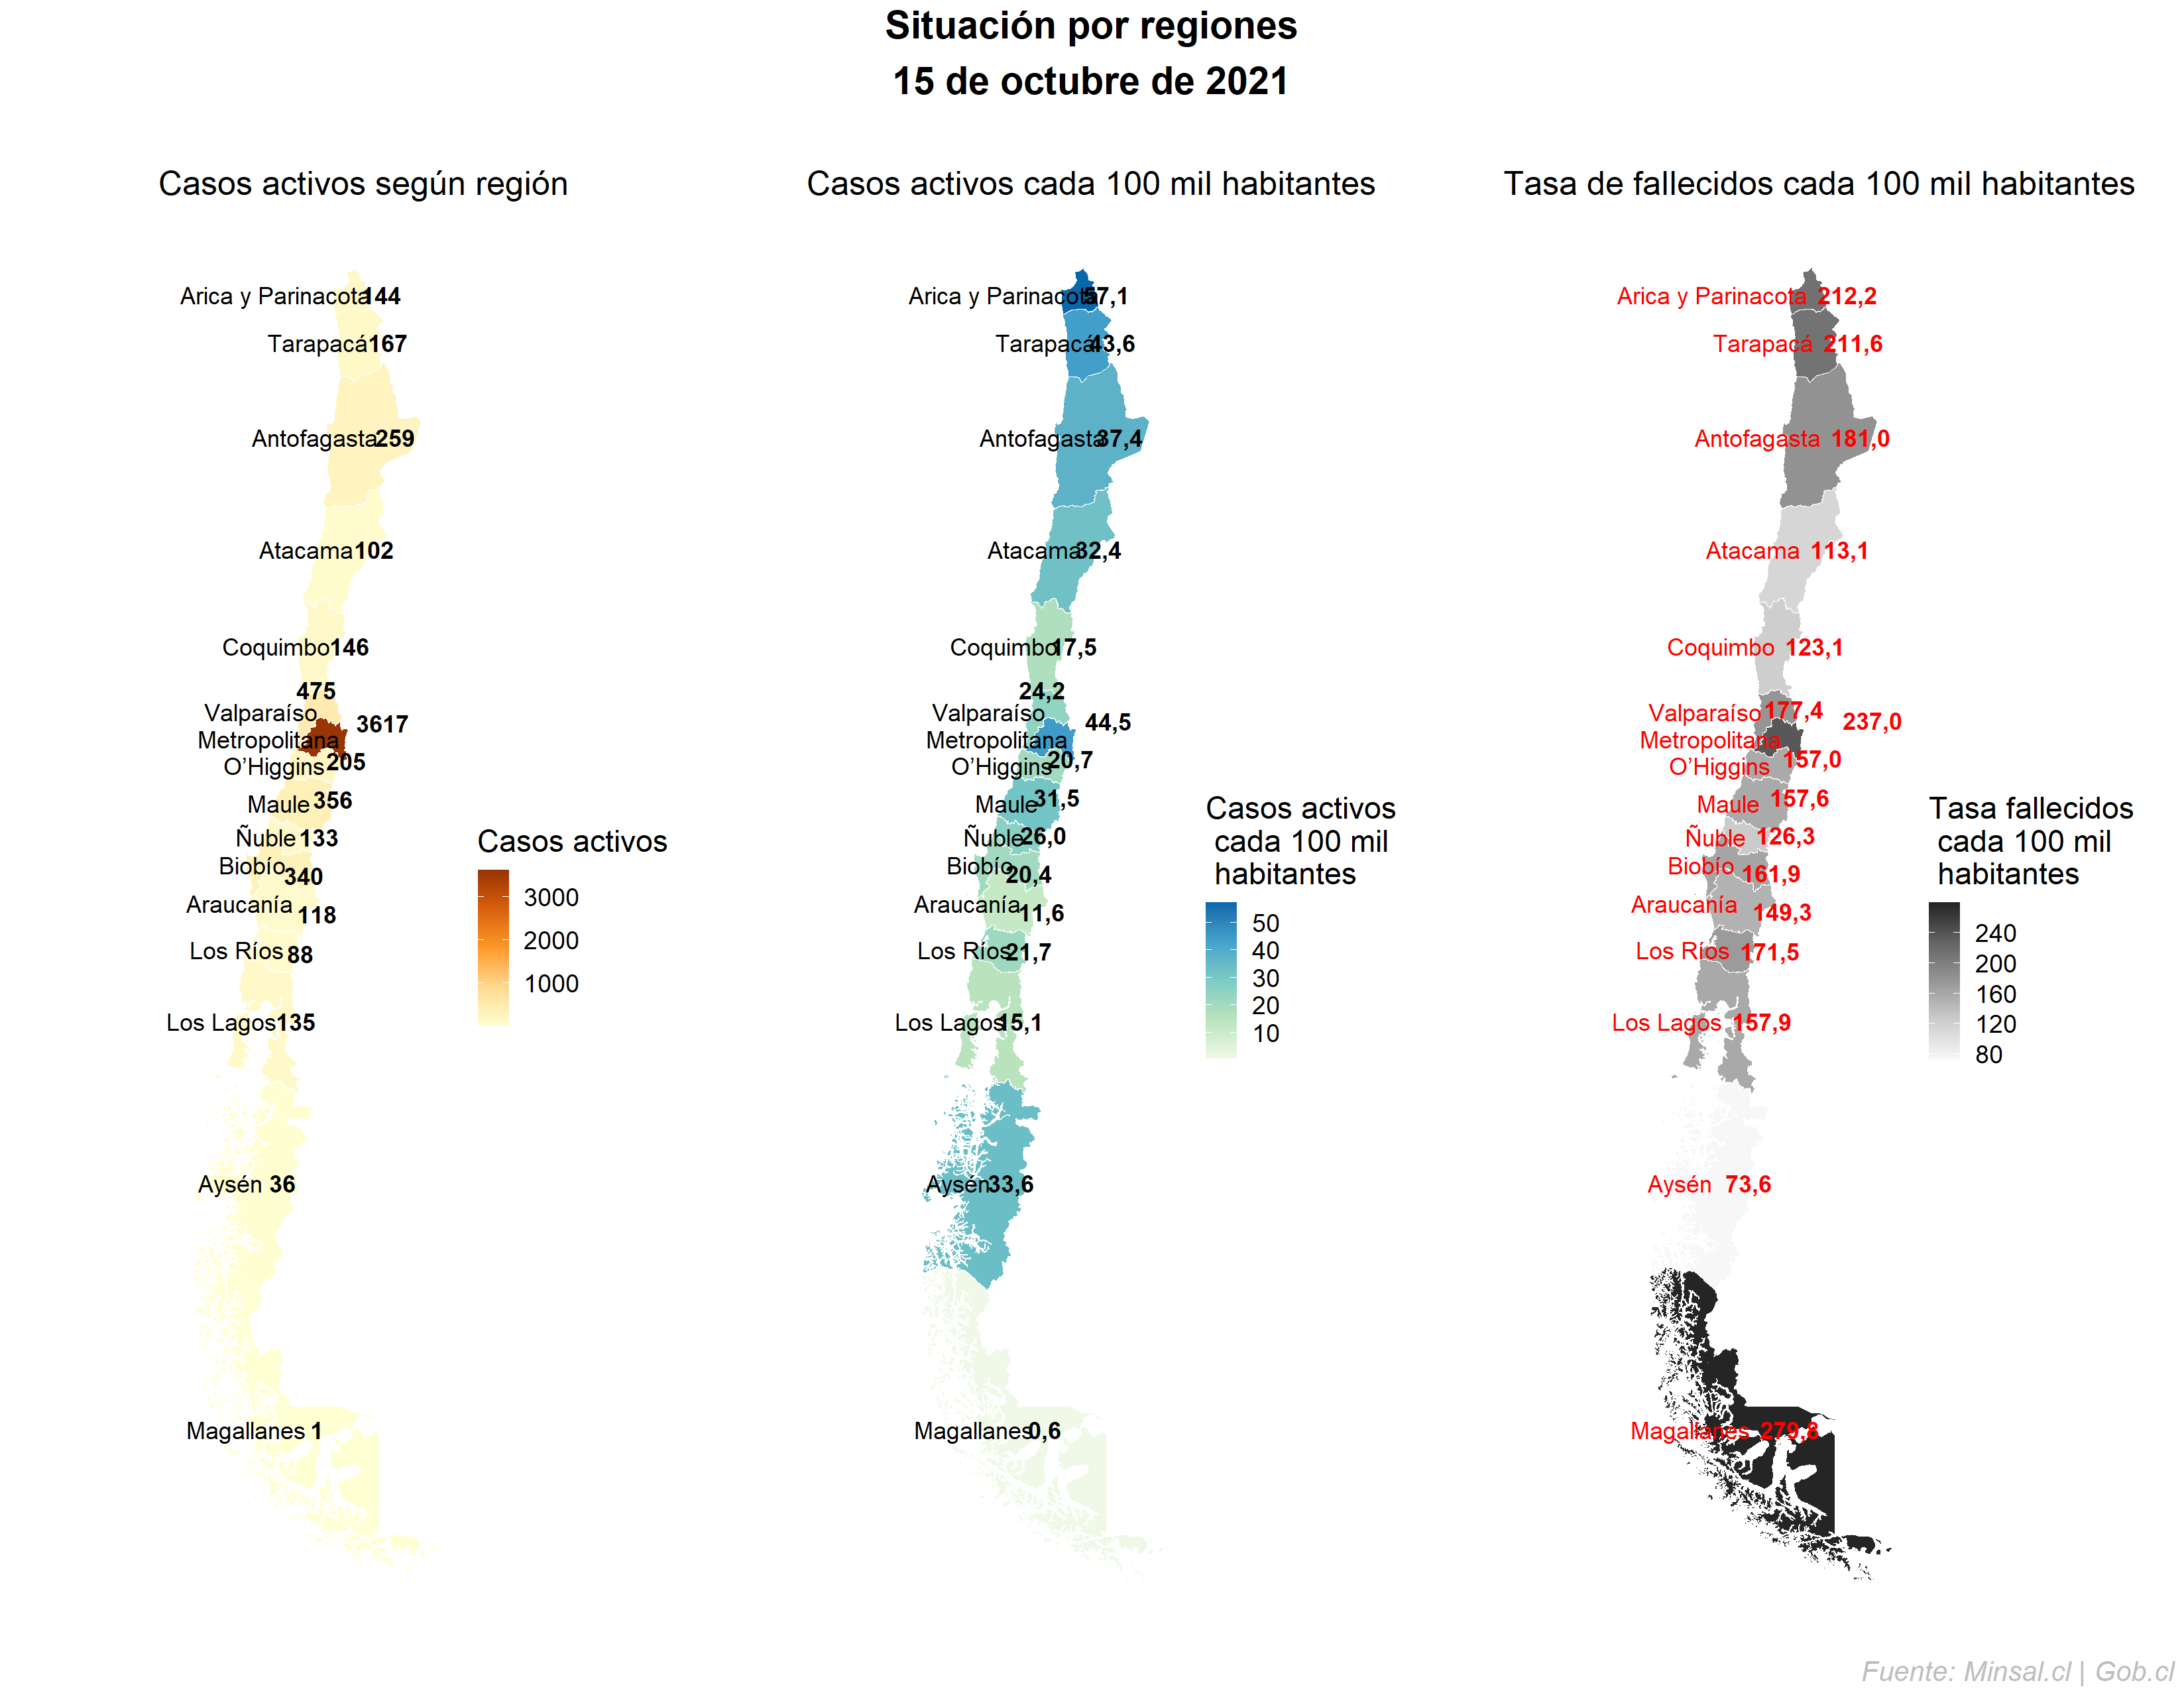 Situación por regiones
15 de octubre de 2021
Casos activos según región
Arica y Parinacota 144
Tarapacá 167
Antofagasta 259
Atacama 102
Coquimbo 146
475
Valparaíso
3617
Metropolitana
O’Higgins 205
Maule 356
Ñuble 133
Biobío 340
Araucanía 118
Los Ríos 88
Los Lagos 135
Aysén 36
Magallanes 1
Casos activos
3000
2000
1000
Casos activos cada 100 mil habitantes
Arica y Parinacota 57,1
Tarapacá 43,6
Antofagasta 37,4
Atacama 32,4
Coquimbo 17,5
24,2
Valparaíso
44,5
Metropolitana
O’Higgins 20,7
Maule 31,5
Ñuble 26,0
Biobío 20,4
Araucanía 11,6
Los Ríos 21,7
Los Lagos 15,1
Aysén 33,6
Magallanes 0,6
Casos activos
cada 100 mil
habitantes
50
40
30
20
10
Tasa de fallecidos cada 100 mil habitantes
Arica y Parinacota 212,2
Tarapacá 211,6
Antofagasta 181,0
Atacama 113,1
Coquimbo 123,1
Valparaíso 177,4
237,0
Metropolitana
O’Higgins 157,0
Maule 157,6
Ñuble 126,3
Biobío 161,9
Araucanía 149,3
Los Ríos 171,5
Los Lagos 157,9
Aysén 73,6
Magallanes 279,8
Tasa fallecidos
cada 100 mil
habitantes
240
200
160
120
80
Fuente: Minsal.cl | Gob.cl